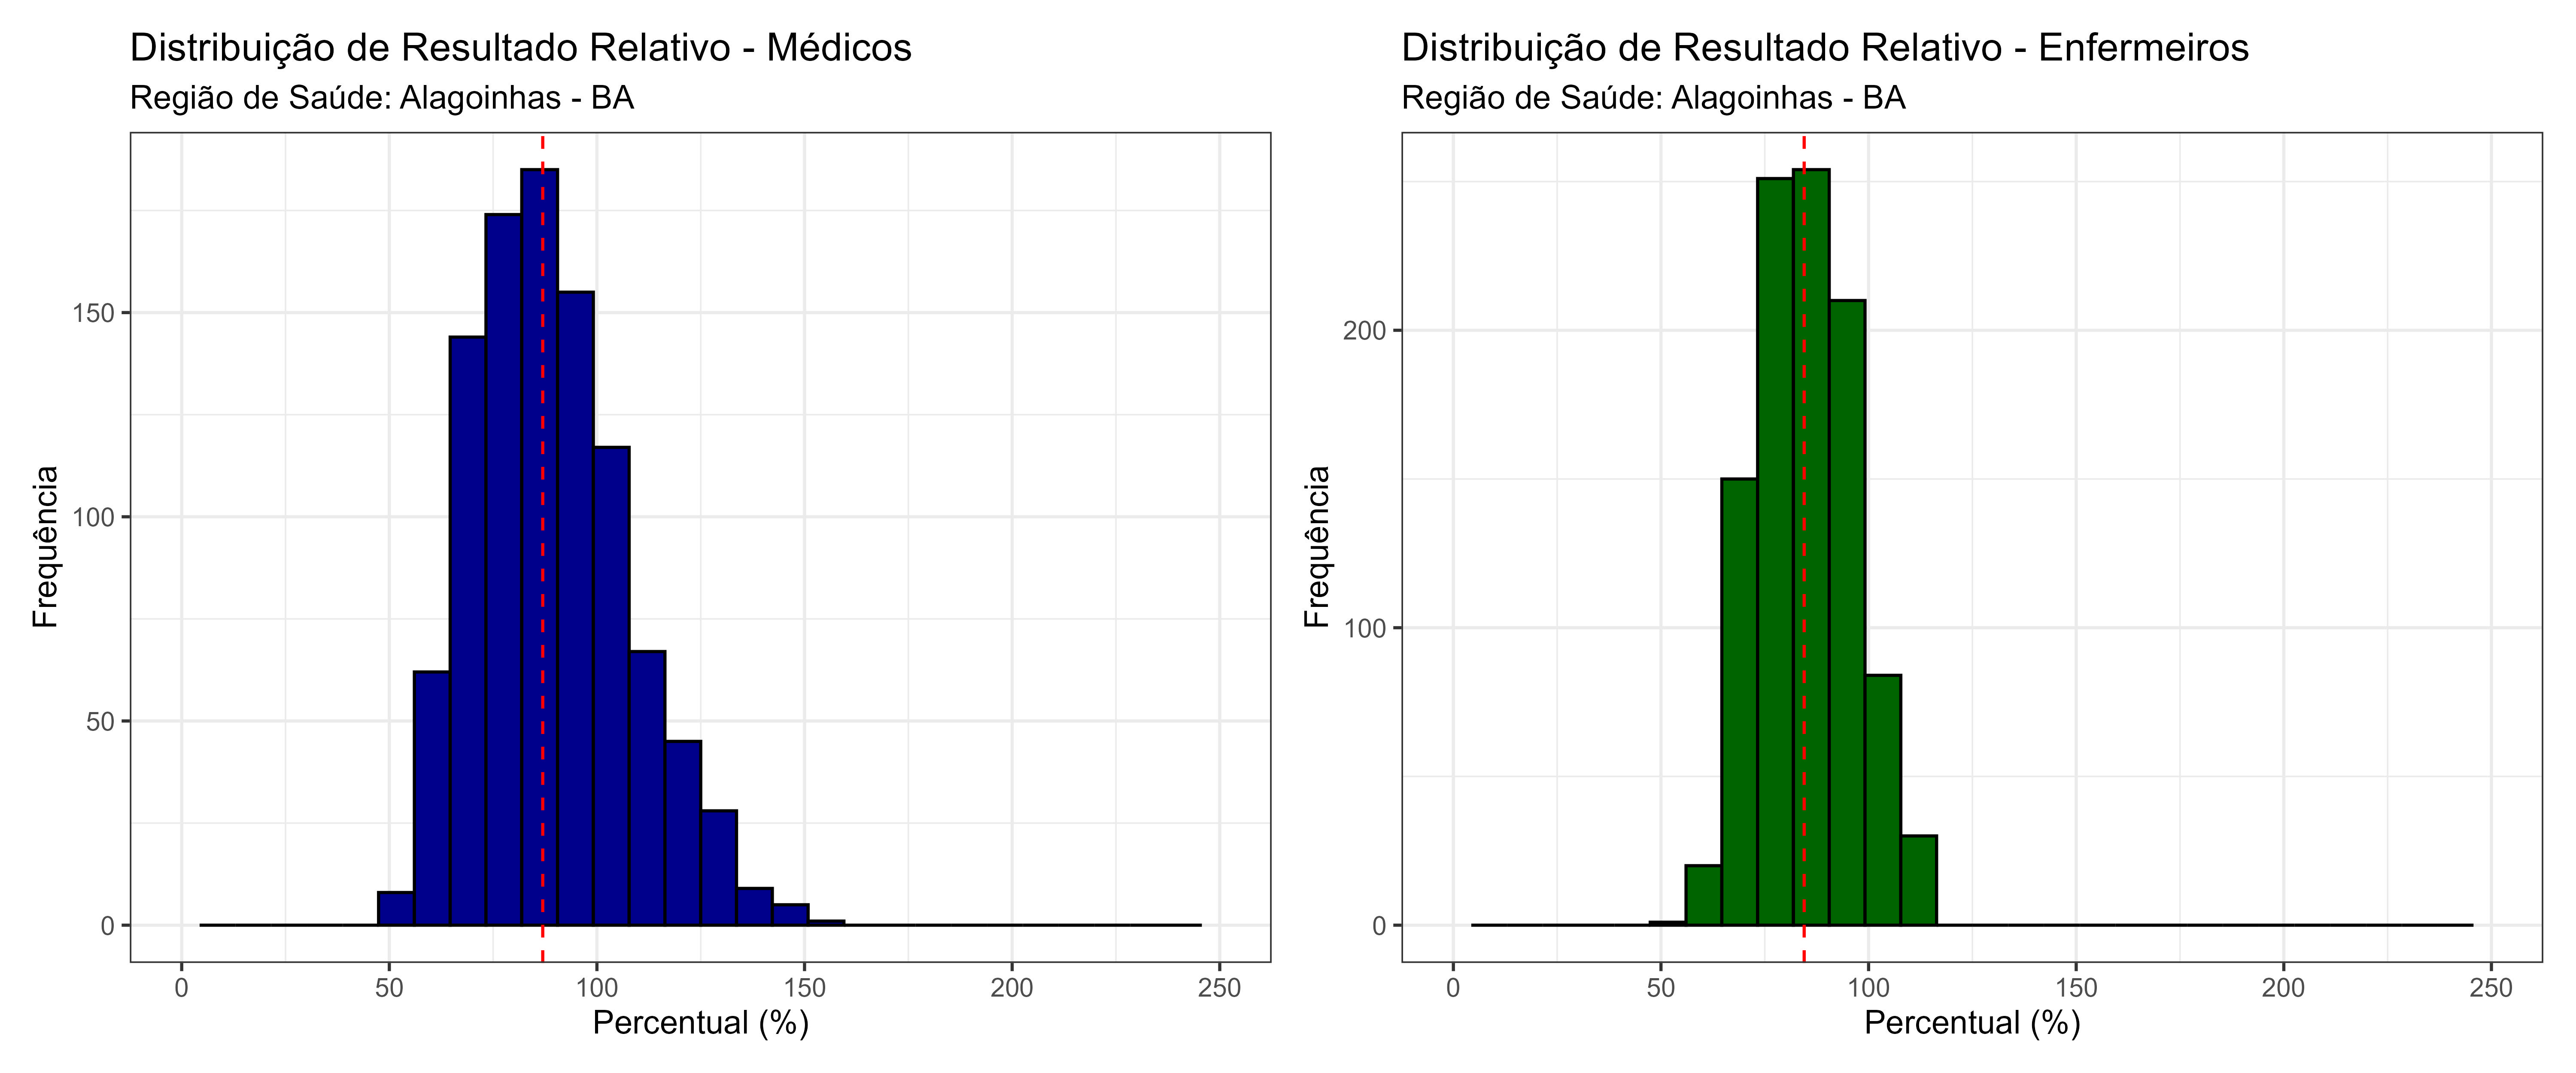 Distribuição de Resultado Relativo - Médicos
Região de Saúde: Alagoinhas - BA
Frequência
150
100
50
0
0 50 100 150 200 250
Percentual (%)
Distribuição de Resultado Relativo - Enfermeiros
Região de Saúde: Alagoinhas - BA
Frequência
200
100
0
0 50 100 150 200 250
Percentual (%)